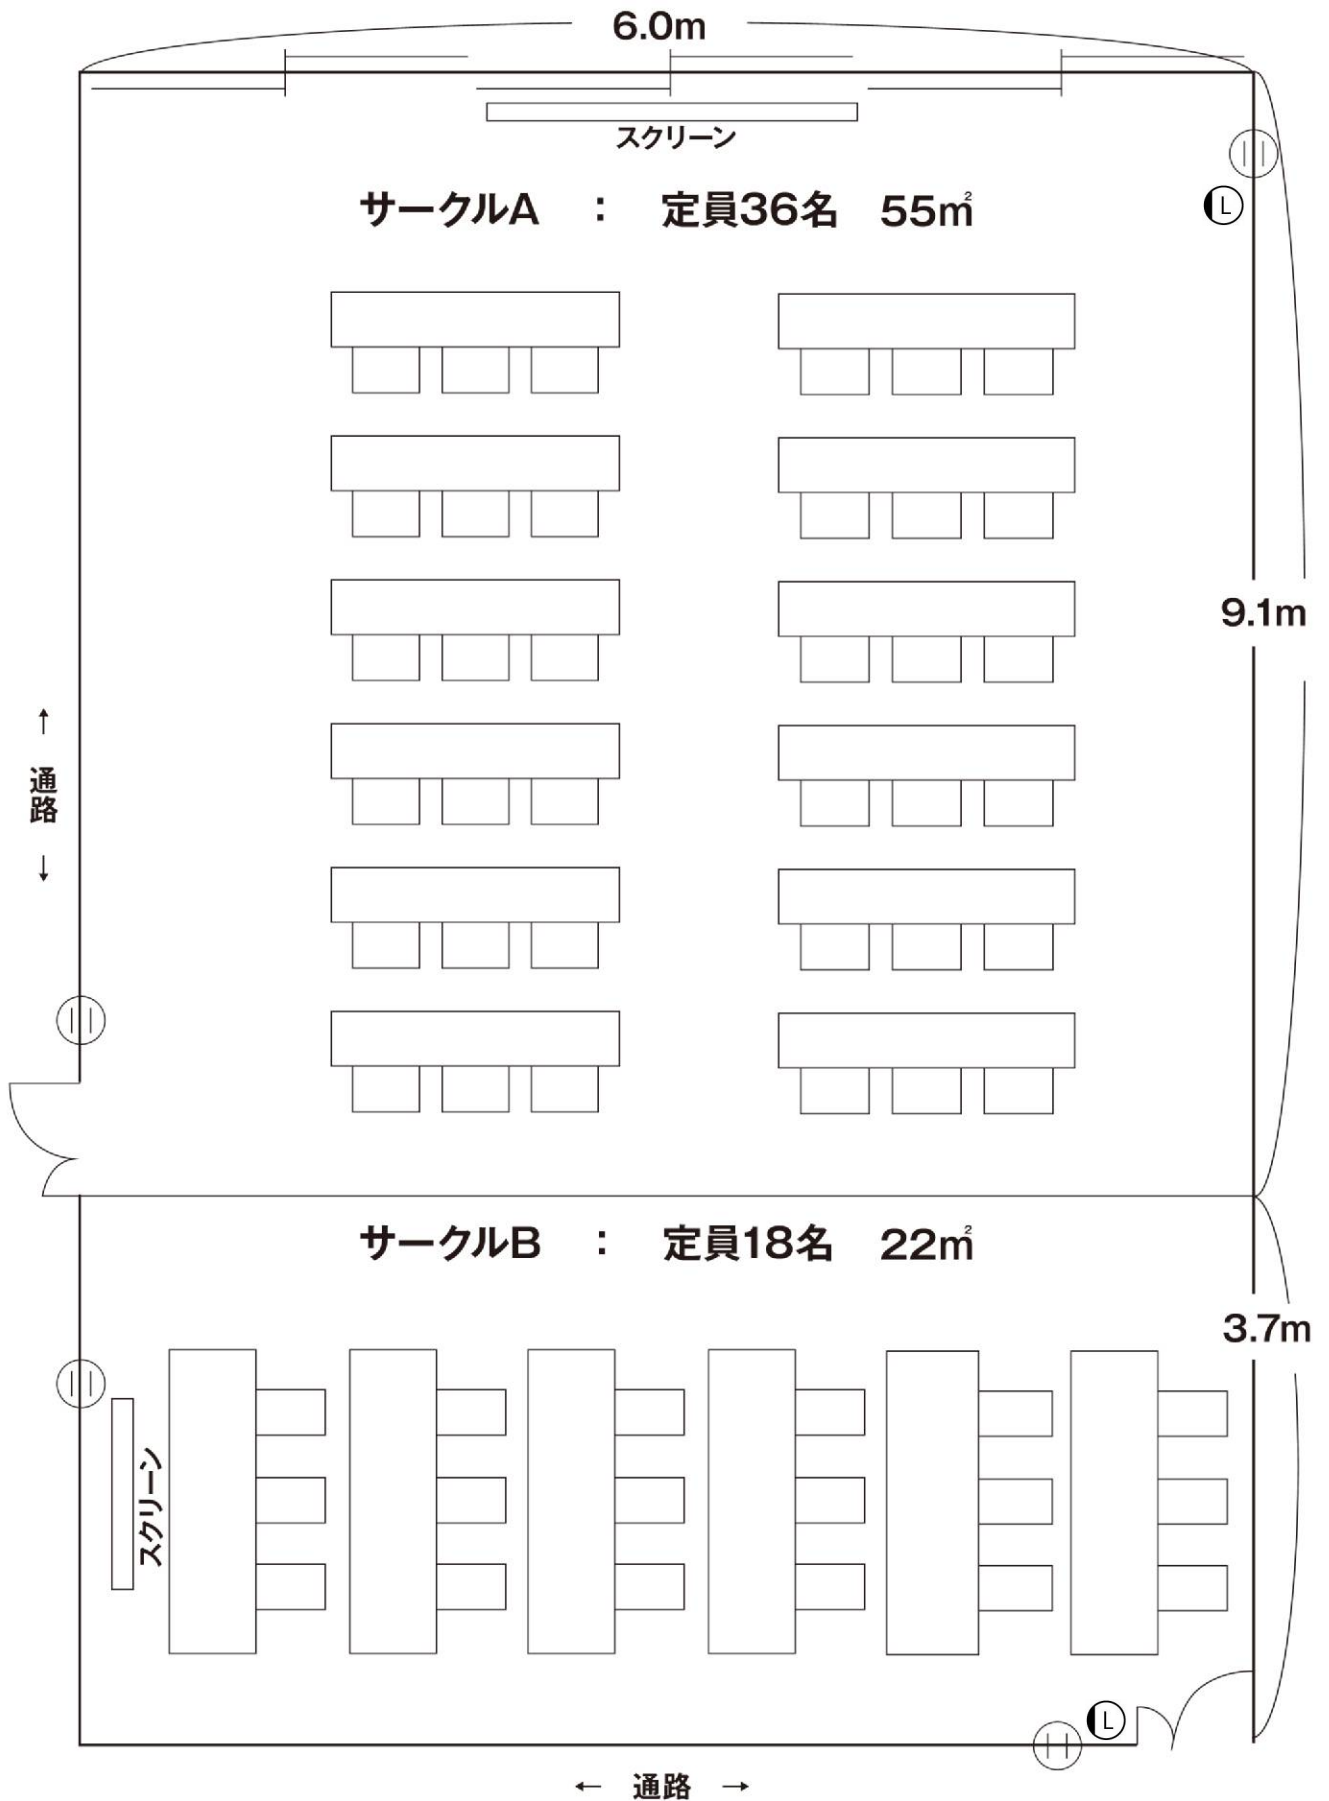 6.0m
スクリーン
サークルA : 定員36名 55㎡
L
9.1m
↑ 通路 ↓
サークルB : 定員18名 22㎡
3.7m
スクリーン
L
← 通路 →